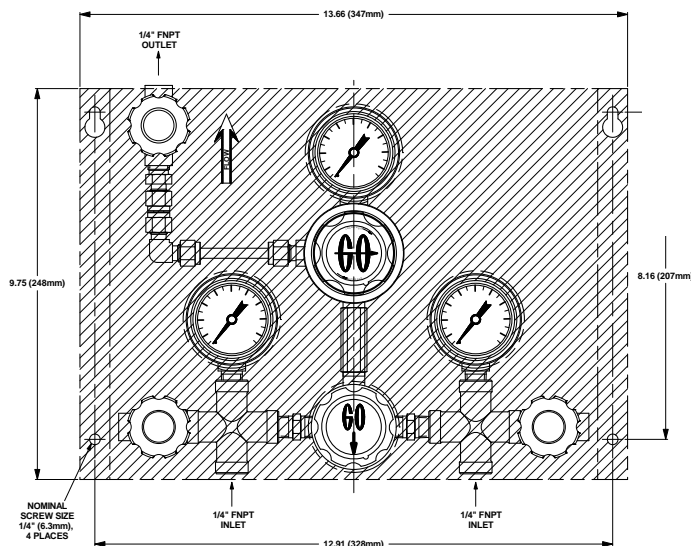 13.66 (347mm)
1/4" FNPT
OUTLET
FLOW
GO
9.75 (248mm)
8.16 (207mm)
GO
NOMINAL
SCREW SIZE
1/4" (6.3mm),
4 PLACES
1/4" FNPT
INLET
1/4" FNPT
INLET
12.91 (328mm)